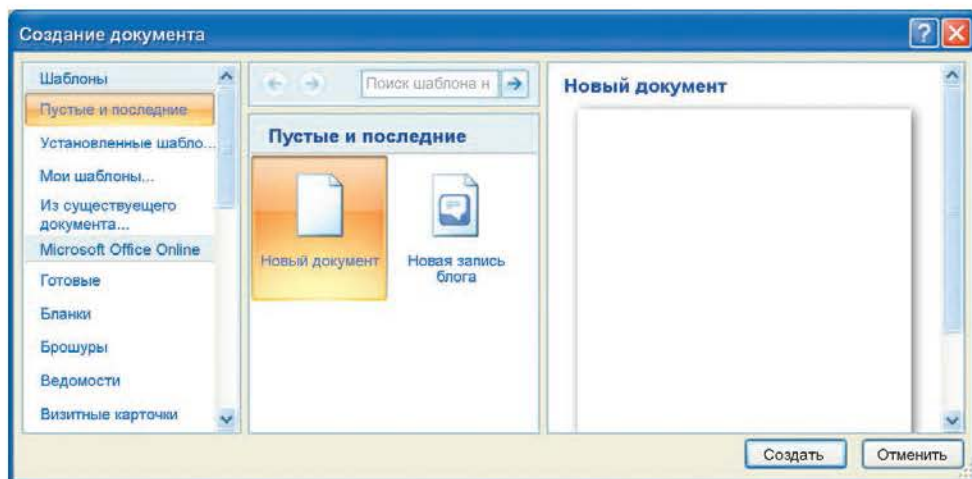 Создание документа
Шаблоны
Пустые и последние
Установленные шабло...
Мои шаблоны...
Из существуещего
документа...
Microsoft Office Online
Готовые
Бланки
Брошуры
Ведомости
Визитные карточки
Поиск шаблона н
Пустые и последние
Новый документ
Новая запись
блога
Новый документ
Создать
Отменить